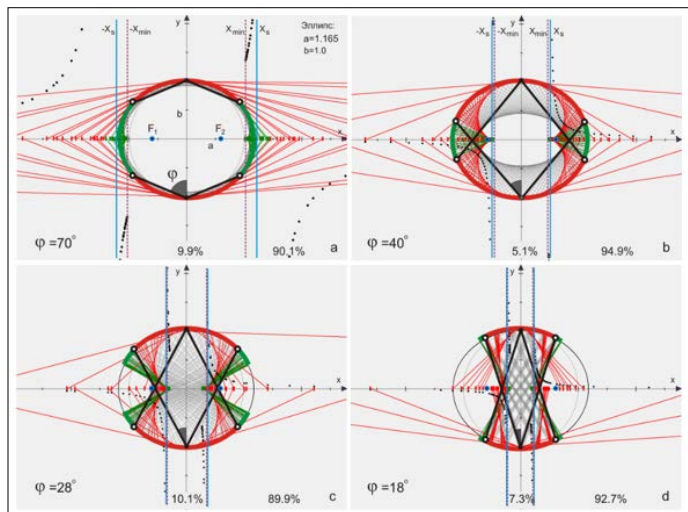 y
-Xs -Xmin Xmin Xs
Эллипс:
a=1.165
b=1.0
b
F1 F2
a
x
φ
φ =70°
9.9% 90.1% a
y
-Xs -Xmin Xmin Xs
x
φ =40°
5.1% 94.9% b
y
x
φ =28°
10.1% 89.9% c
y
x
φ =18°
7.3% 92.7% d